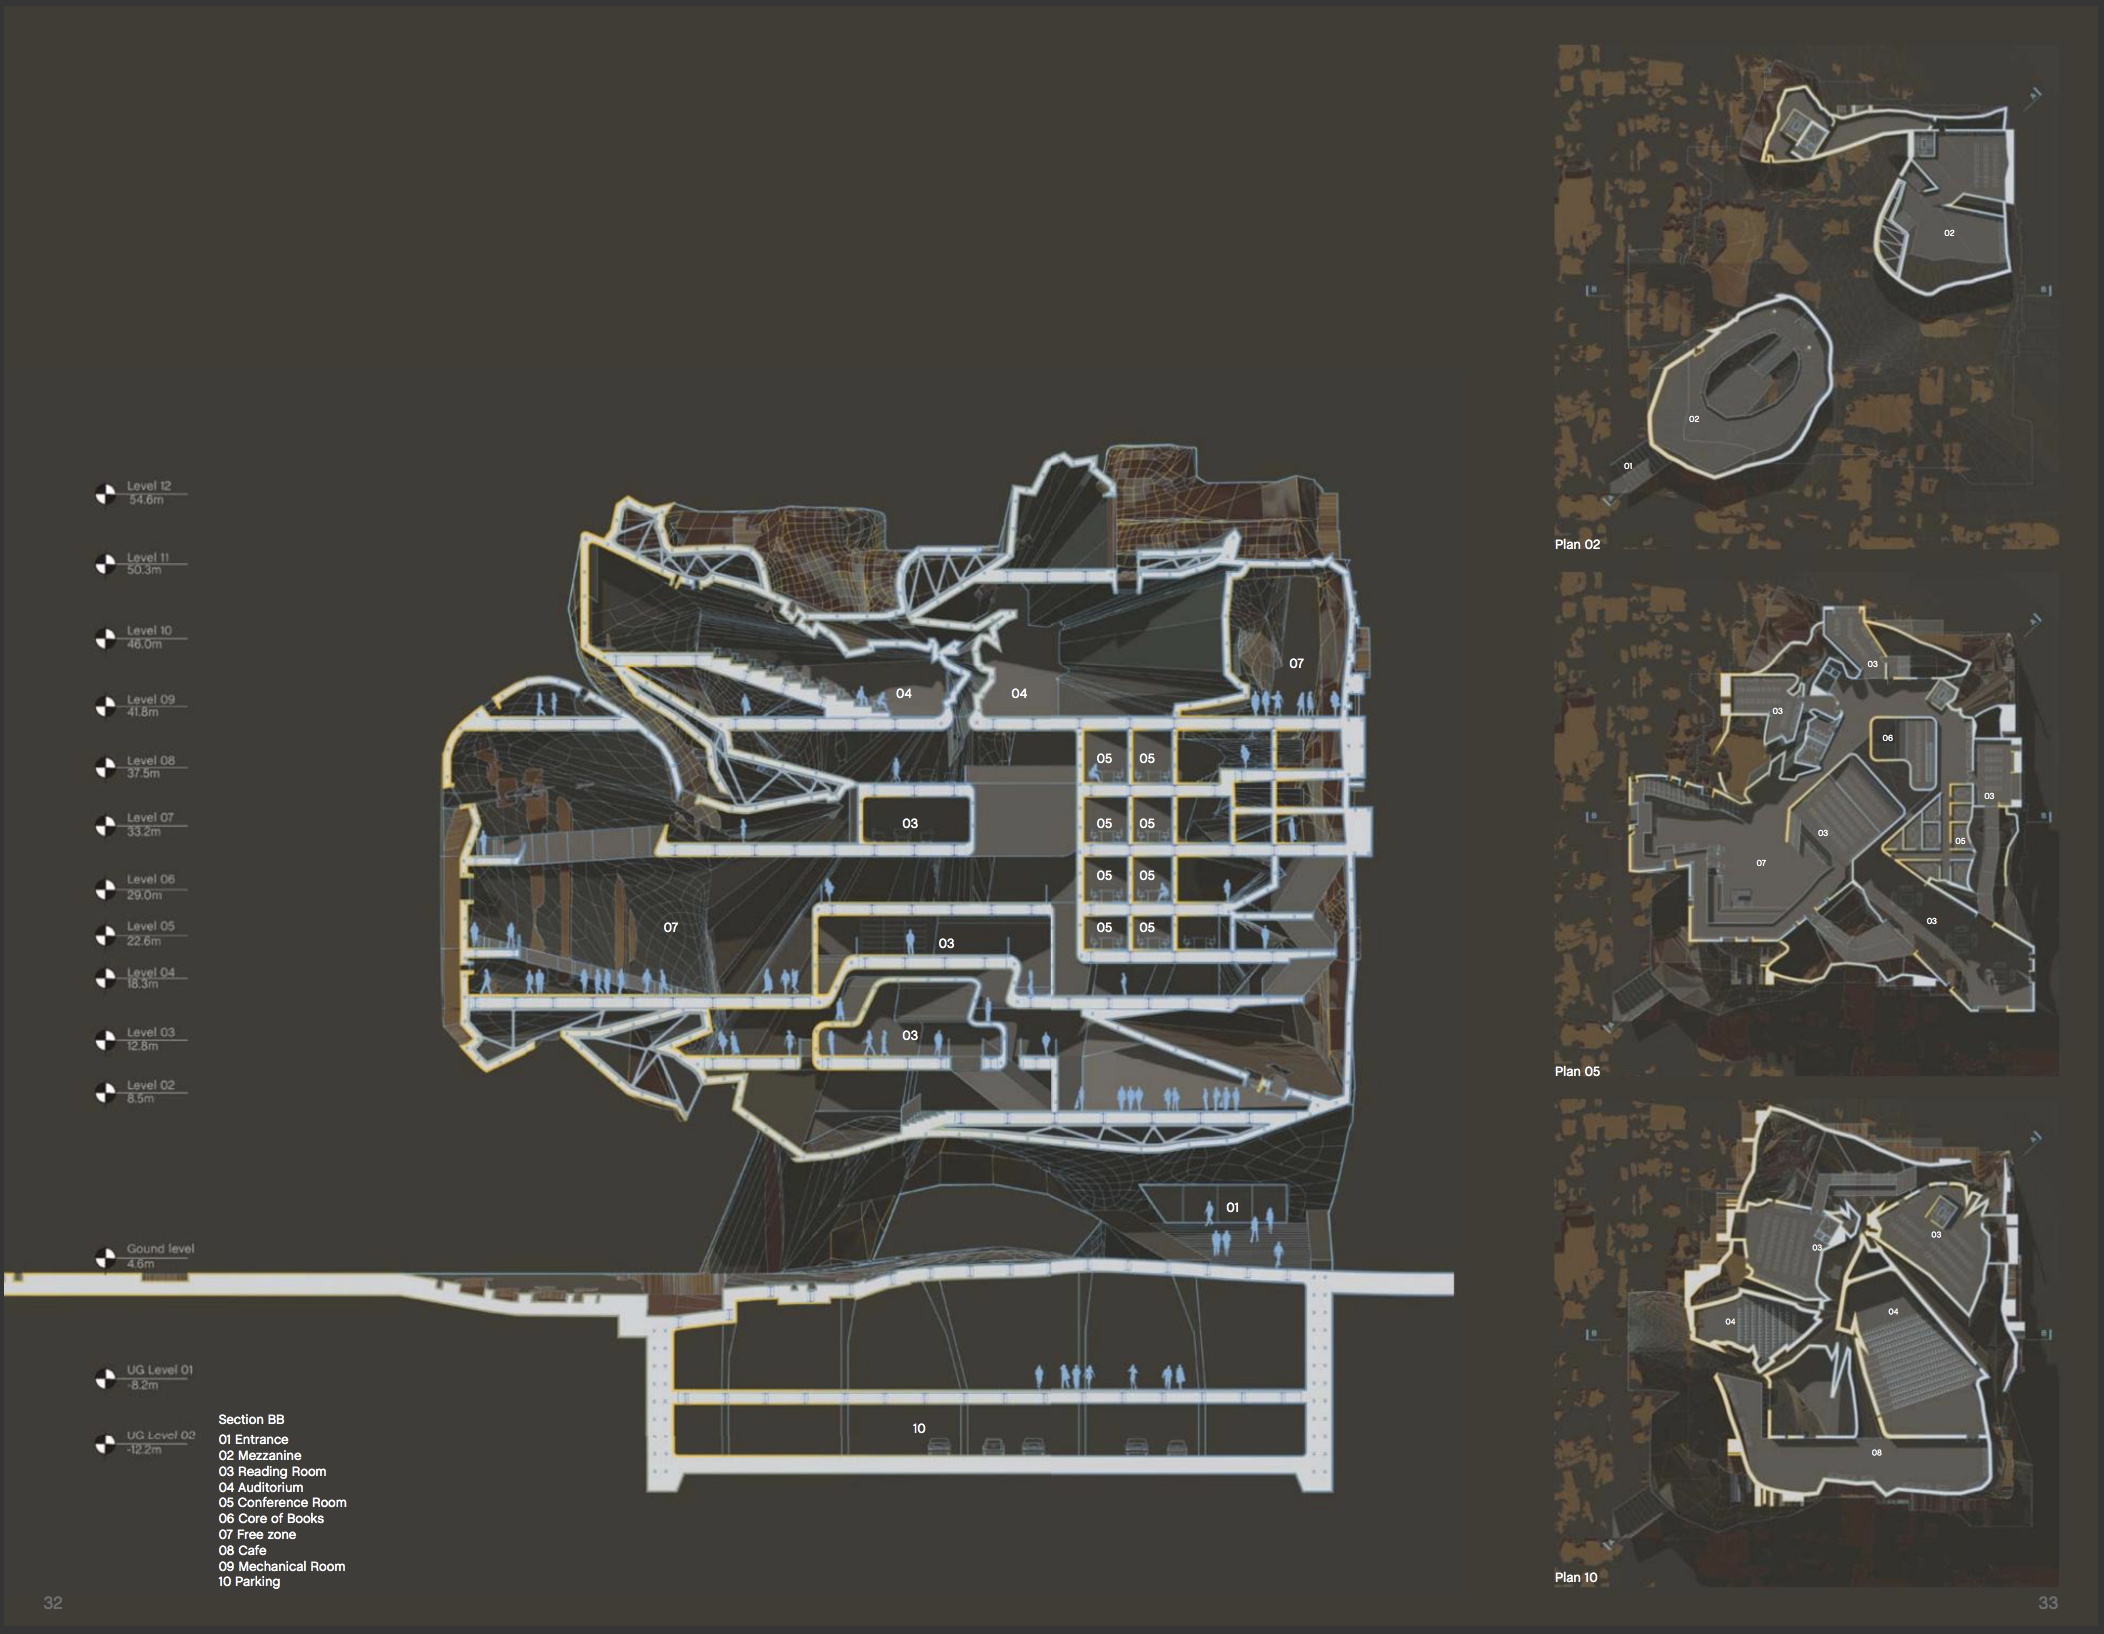 Level 12
54.6m
Level 11
50.3m
Level 10
46.0m
Level 09
41.8m
Level 08
37.5m
Level 07
33.2m
Level 06
29.0m
Level 05
22.6m
Level 04
18.3m
Level 03
12.8m
Level 02
8.5m
Gound level
4.6m
UG Level 01
-8.2m
UG Level 02
-12.2m
Section BB
01 Entrance
02 Mezzanine
03 Reading Room
04 Auditorium
05 Conference Room
06 Core of Books
07 Free zone
08 Cafe
09 Mechanical Room
10 Parking
32
07
04 04
05 05
03 05 05
05 05
07 05 05
03
03
01
10
02
B B
02
01
Plan 02
03
03
06
03
B B
03
05
07
03
Plan 05
03
03
04
04
B B
08
Plan 10
33